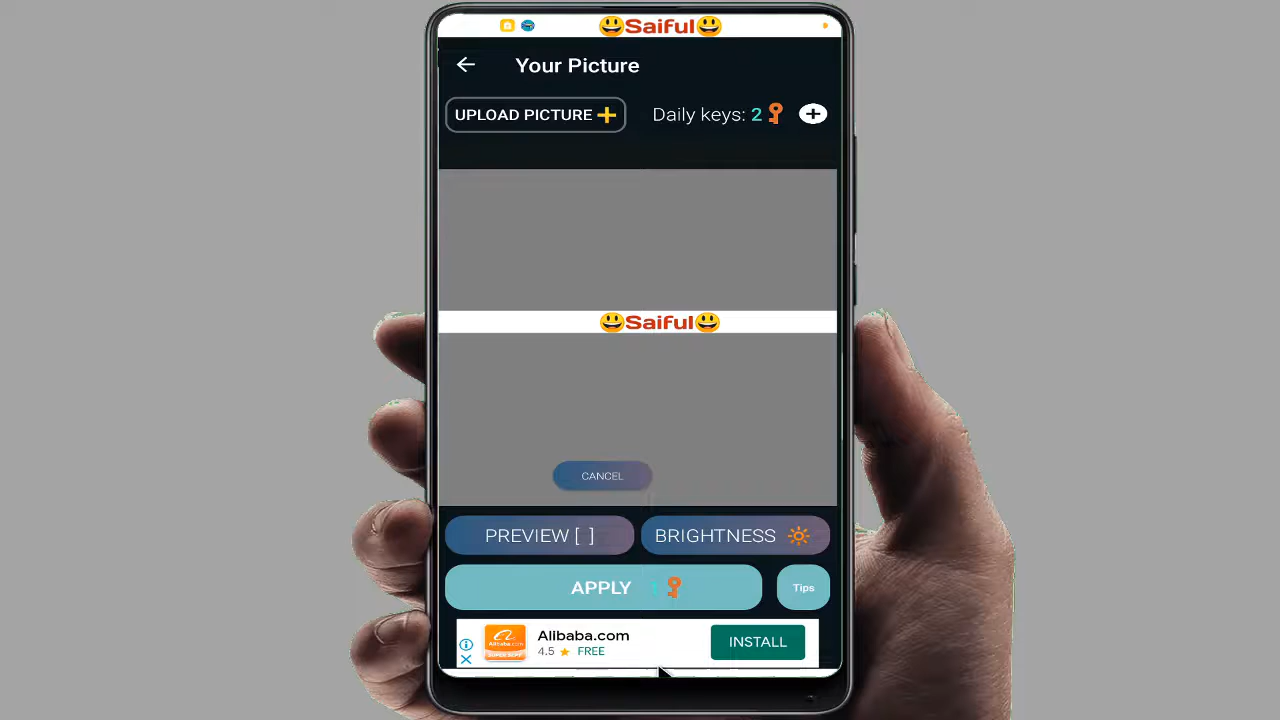 😃Saiful😃
Your Picture
UPLOAD PICTURE +
Daily keys: 2
😃Saiful😃
CANCEL
PREVIEW [ ]
BRIGHTNESS
APPLY 1
Tips
Alibaba.com
4.5 ★ FREE
INSTALL